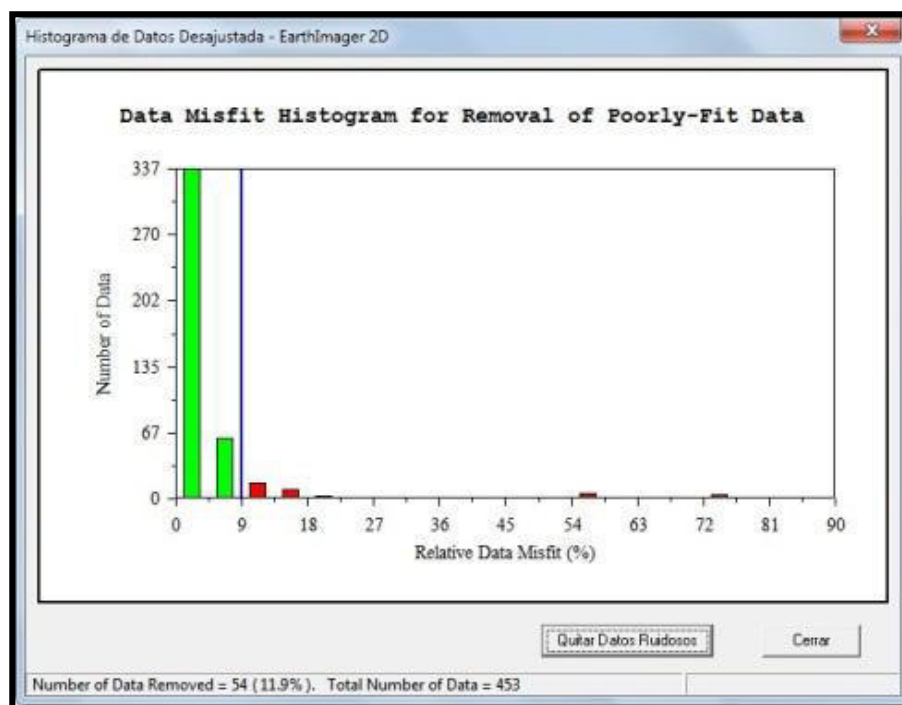 Histograma de Datos Desajustada - EarthImager 2D
Data Misfit Histogram for Removal of Poorly-Fit Data
337
270
202
135
67
0
Number of Data
0 9 18 27 36 45 54 63 72 81 90
Relative Data Misfit (%)
Quitar Datos Ruidosos Cerrar
Number of Data Removed = 54 (11.9%). Total Number of Data = 453